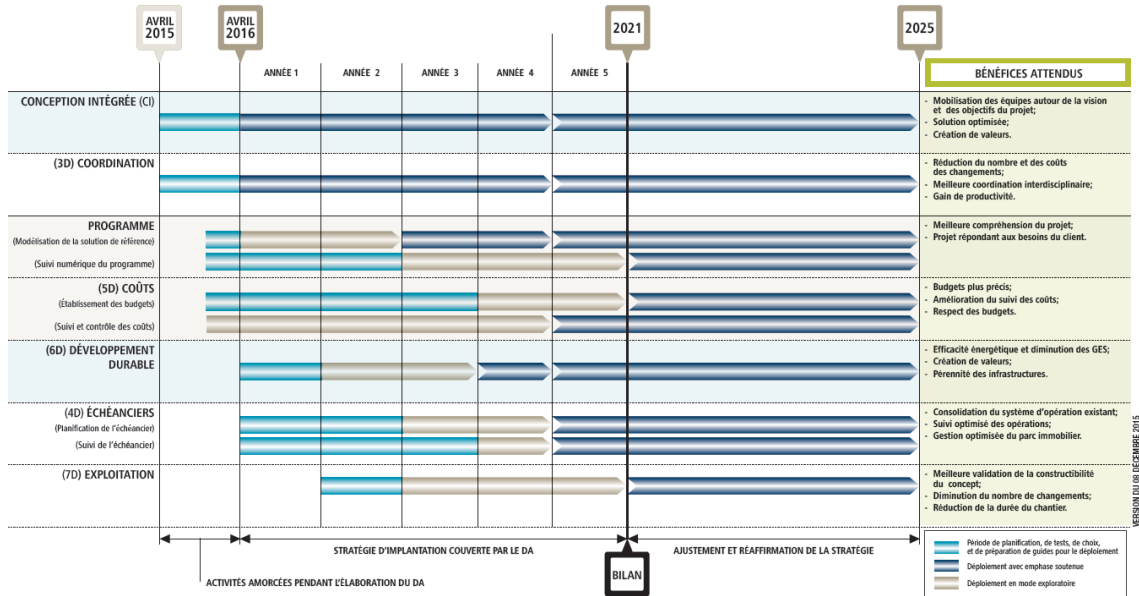 AVRIL
2015
AVRIL
2016
2021
2025
ANNÉE 1
ANNÉE 2
ANNÉE 3
ANNÉE 4
ANNÉE 5
BÉNÉFICES ATTENDUS
CONCEPTION INTÉGRÉE (CI)
- Mobilisation des équipes autour de la vision
et des objectifs du projet;
- Solution optimisée;
- Création de valeurs.
(3D) COORDINATION
- Réduction du nombre et des coûts
des changements;
- Meilleure coordination interdisciplinaire;
- Gain de productivité.
PROGRAMME
(Modélisation de la solution de référence)
(Suivi numérique du programme)
- Meilleure compréhension du projet;
- Projet répondant aux besoins du client.
(5D) COÛTS
(Établissement des budgets)
(Suivi et contrôle des coûts)
- Budgets plus précis;
- Amélioration du suivi des coûts;
- Respect des budgets.
(6D) DÉVELOPPEMENT
DURABLE
- Efficacité énergétique et diminution des GES;
- Création de valeurs;
- Pérennité des infrastructures.
(4D) ÉCHÉANCIERS
(Planification de l'échéancier)
(Suivi de l'échéancier)
- Consolidation du système d'opération existant;
- Suivi optimisé des opérations;
- Gestion optimisée du parc immobilier.
(7D) EXPLOITATION
- Meilleure validation de la constructibilité
du concept;
- Diminution du nombre de changements;
- Réduction de la durée du chantier.
STRATÉGIE D'IMPLANTATION COUVERTE PAR LE DA
AJUSTEMENT ET RÉAFFIRMATION DE LA STRATÉGIE
ACTIVITÉS AMORCÉES PENDANT L'ÉLABORATION DU DA
BILAN
Période de planification, de tests, de choix,
et de préparation de guides pour le déploiement
Déploiement avec emphase soutenue
Déploiement en mode exploratoire
VERSION DU 08 DÉCEMBRE 2015